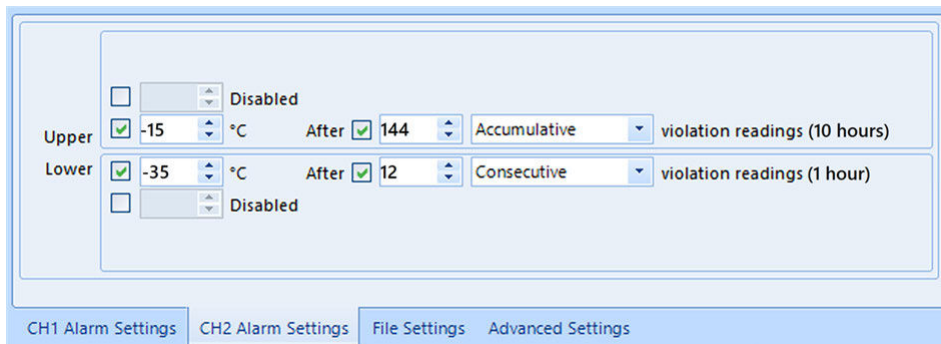 Disabled
Upper -15 °C After 144 Accumulative violation readings (10 hours)
Lower -35 °C After 12 Consecutive violation readings (1 hour)
Disabled
CH1 Alarm Settings CH2 Alarm Settings File Settings Advanced Settings